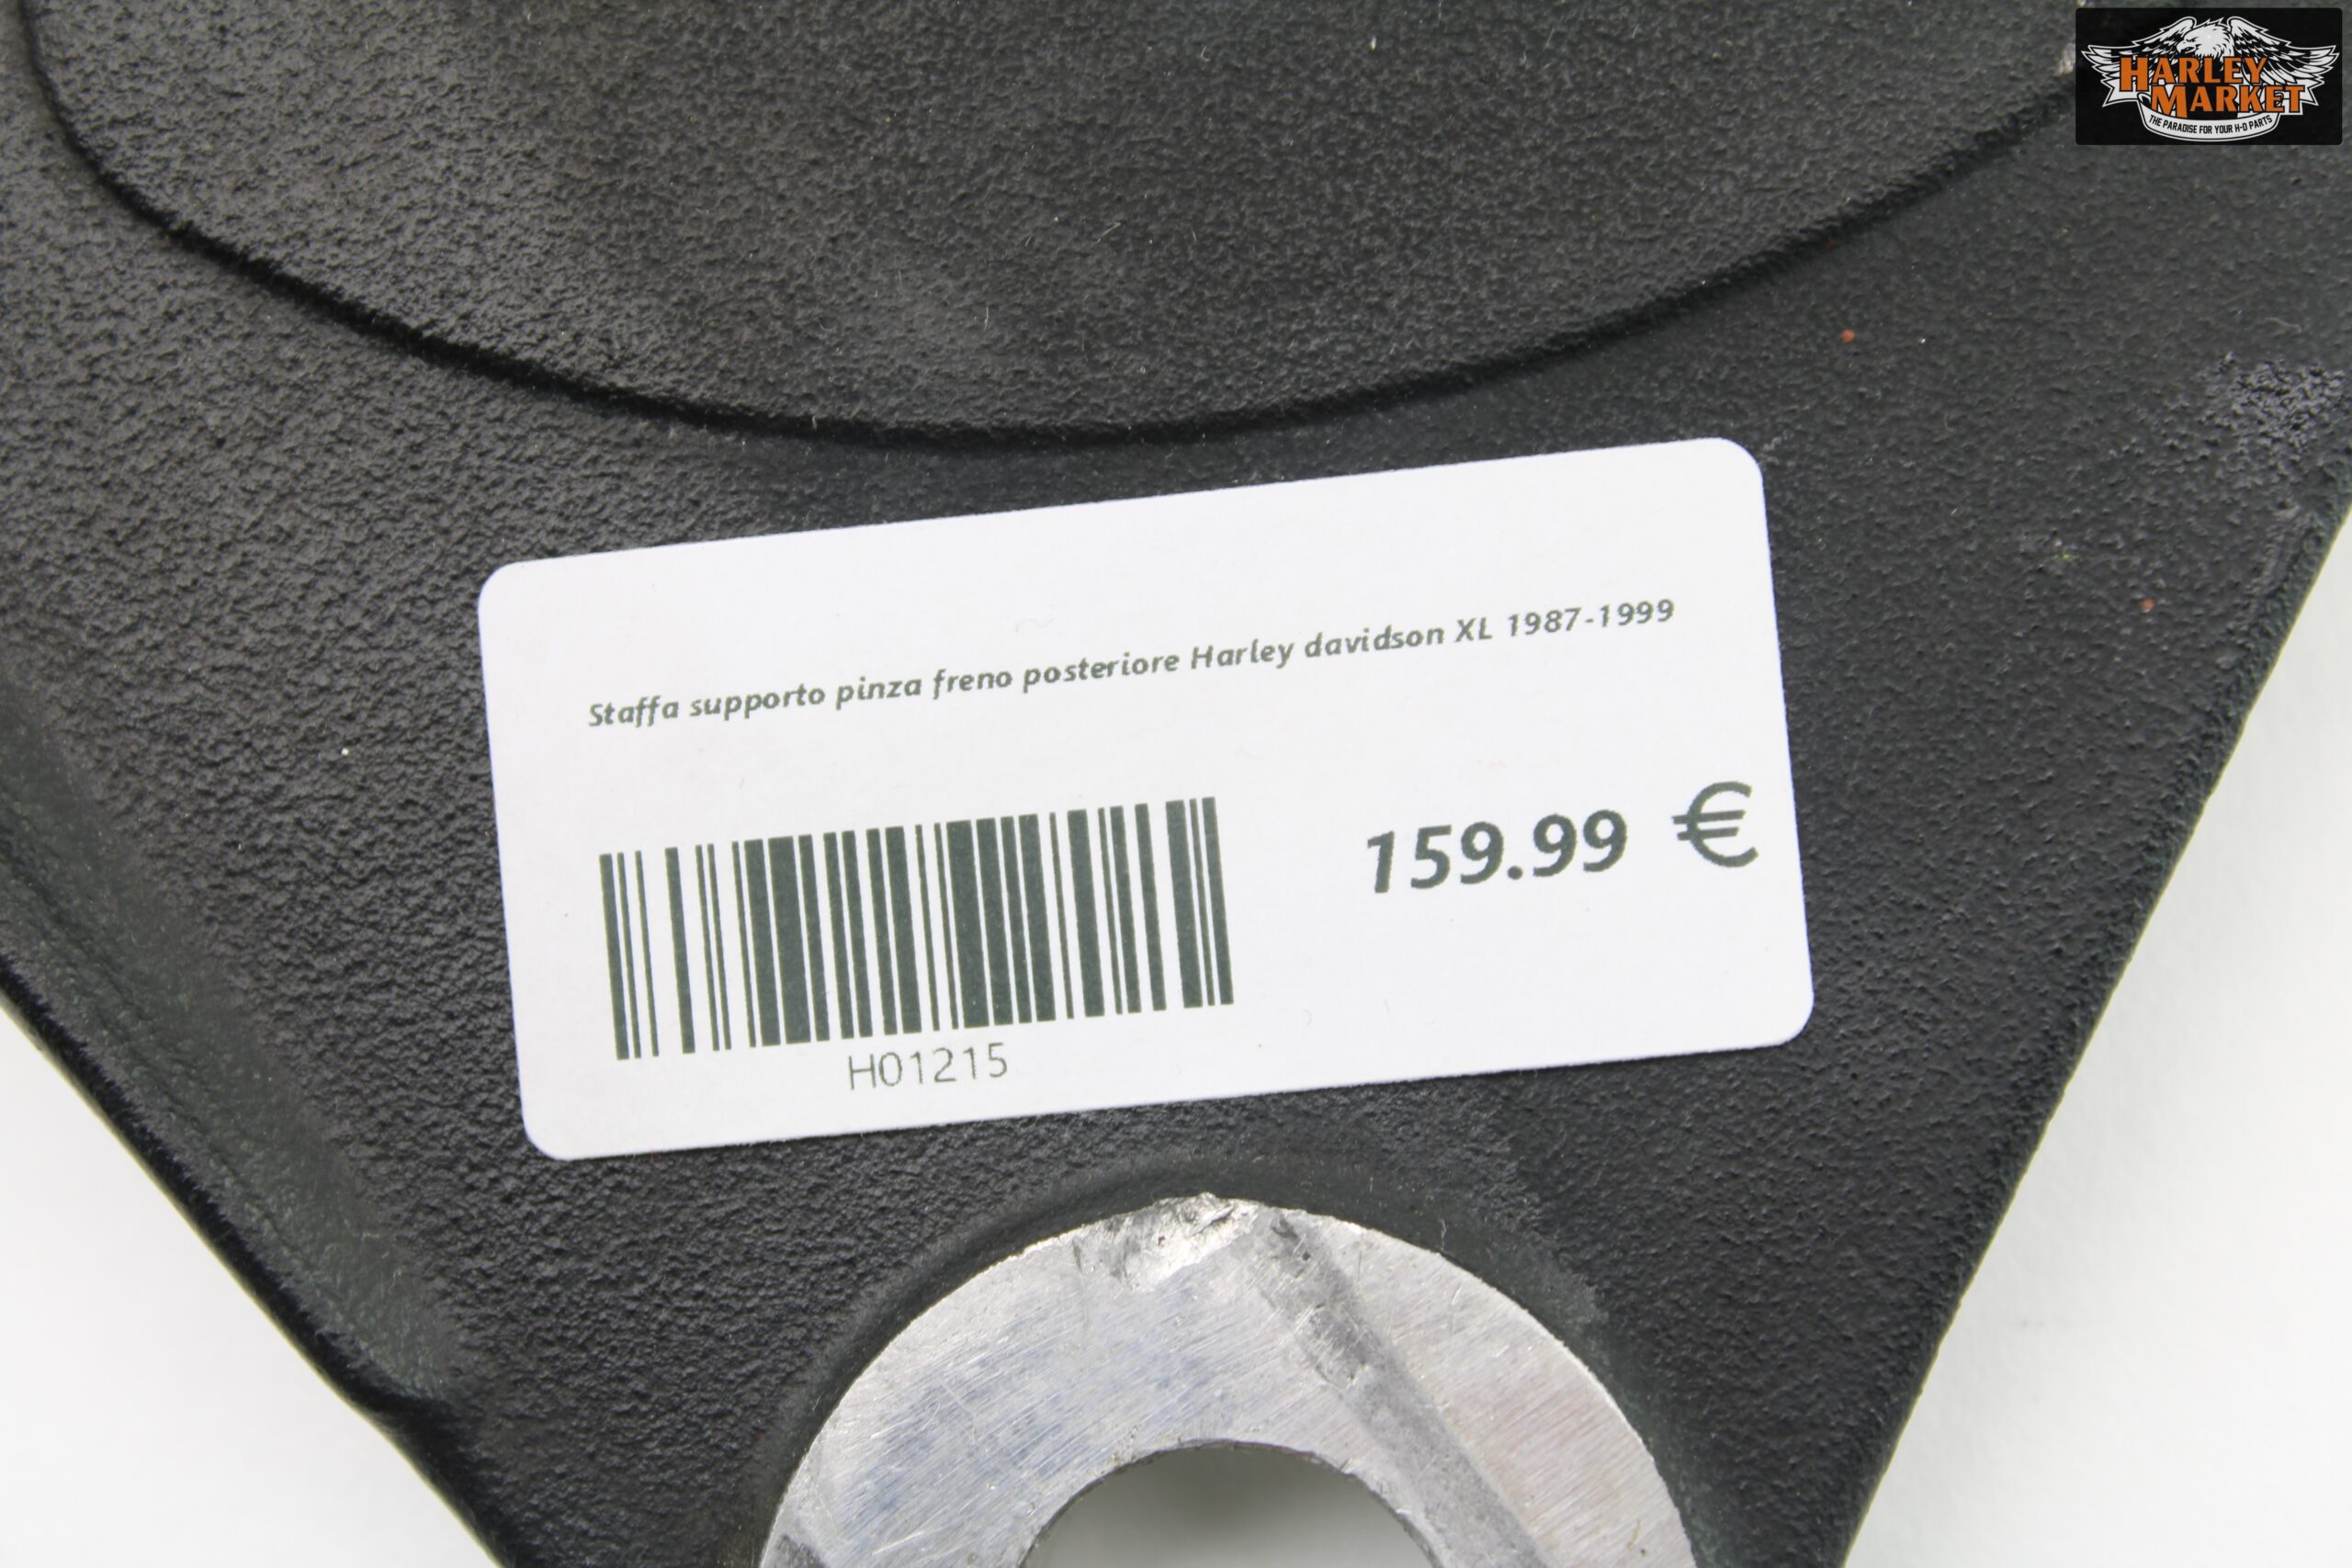 HARLEY
MARKET
THE PARADISE FOR YOUR H-D PARTS
Staffa supporto pinza freno posteriore Harley davidson XL 1987-1999
159.99 €
H01215